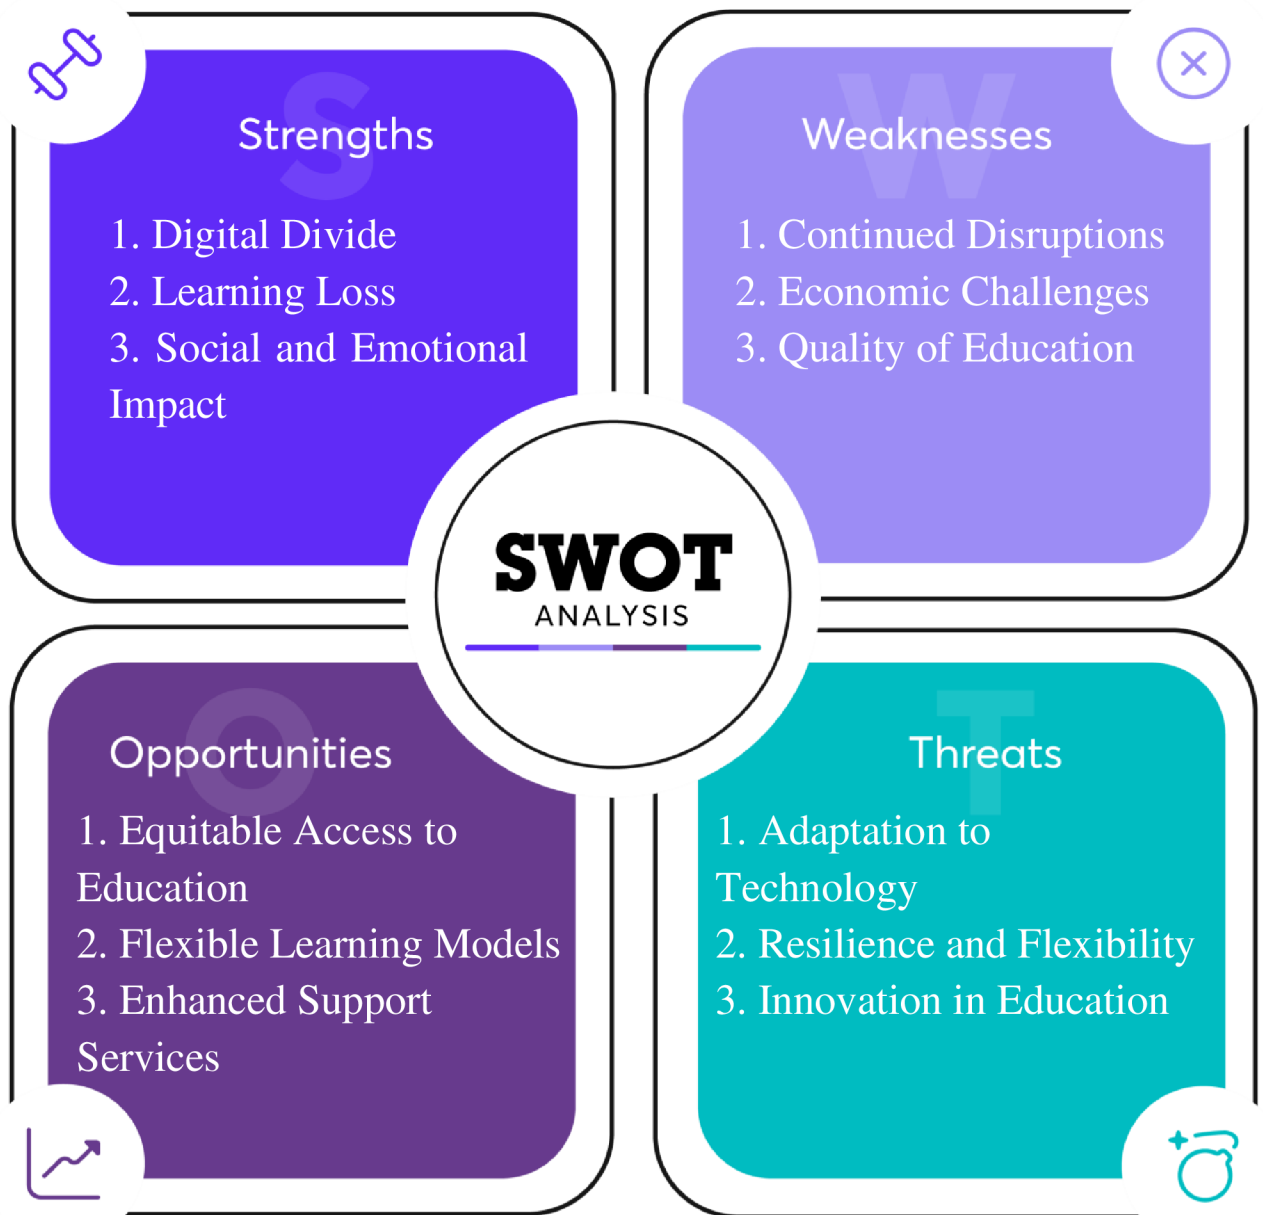 S
Strengths
1. Digital Divide
2. Learning Loss
3. Social and Emotional
Impact
W
Weaknesses
1. Continued Disruptions
2. Economic Challenges
3. Quality of Education
SWOT
ANALYSIS
O
Opportunities
1. Equitable Access to
Education
2. Flexible Learning Models
3. Enhanced Support
Services
T
Threats
1. Adaptation to
Technology
2. Resilience and Flexibility
3. Innovation in Education